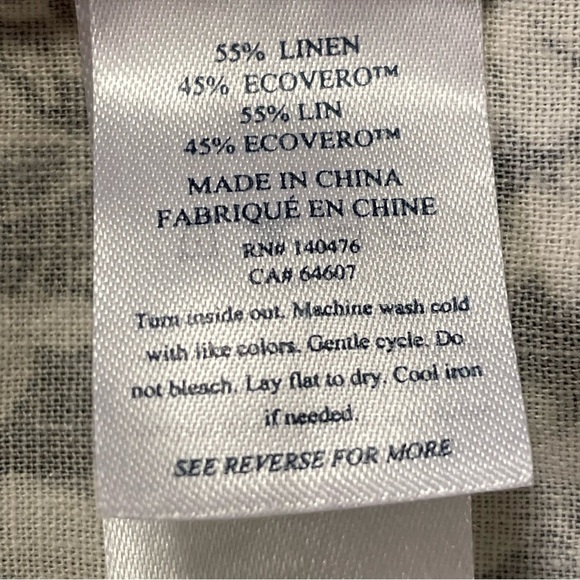 55% LINEN
45% ECOVERO™
55% LIN
45% ECOVERO™
MADE IN CHINA
FABRIQUÉ EN CHINE
RN# 140476
CA# 64607
Turn inside out. Machine wash cold
with like colors. Gentle cycle. Do
not bleach. Lay flat to dry. Cool iron
if needed.
SEE REVERSE FOR MORE